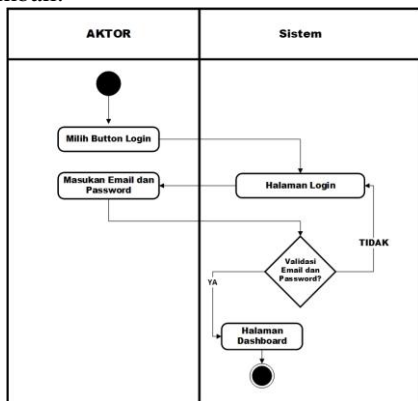 AKTOR
Sistem
Milih Button Login
Masukan Email dan
Password
Halaman Login
TIDAK
Validasi
Email dan
Password?
YA
Halaman
Dashboard